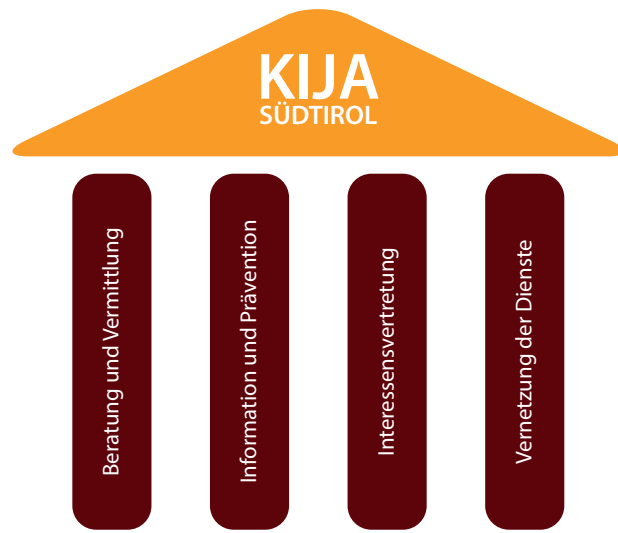 KIJA
SÜDTIROL
Beratung und Vermittlung
Information und Prävention
Interessensvertretung
Vernetzung der Dienste